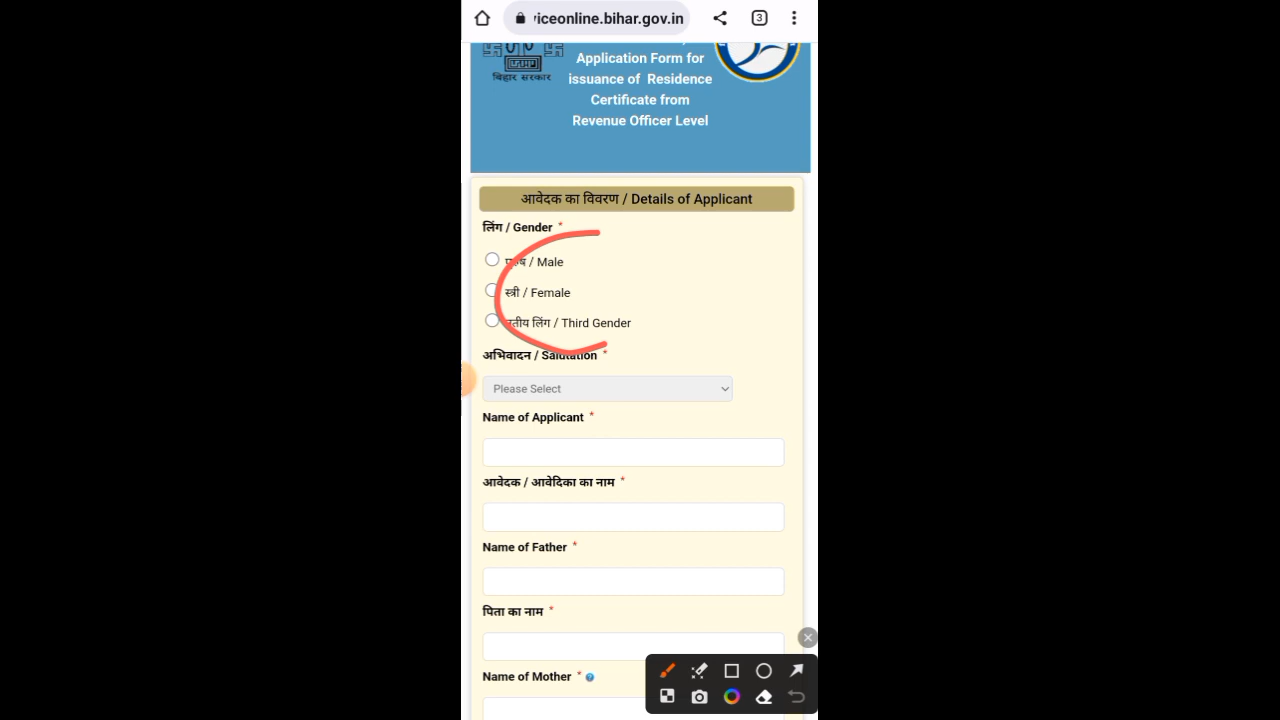 viceonline.bihar.gov.in
3
बिहार सरकार
Application Form for
issuance of Residence
Certificate from
Revenue Officer Level
आवेदक का विवरण / Details of Applicant
लिंग / Gender *
पुरुष / Male
स्त्री / Female
तृतीय लिंग / Third Gender
अभिवादन / Salutation *
Please Select
Name of Applicant *
आवेदक / आवेदिका का नाम *
Name of Father *
पिता का नाम *
Name of Mother * ?